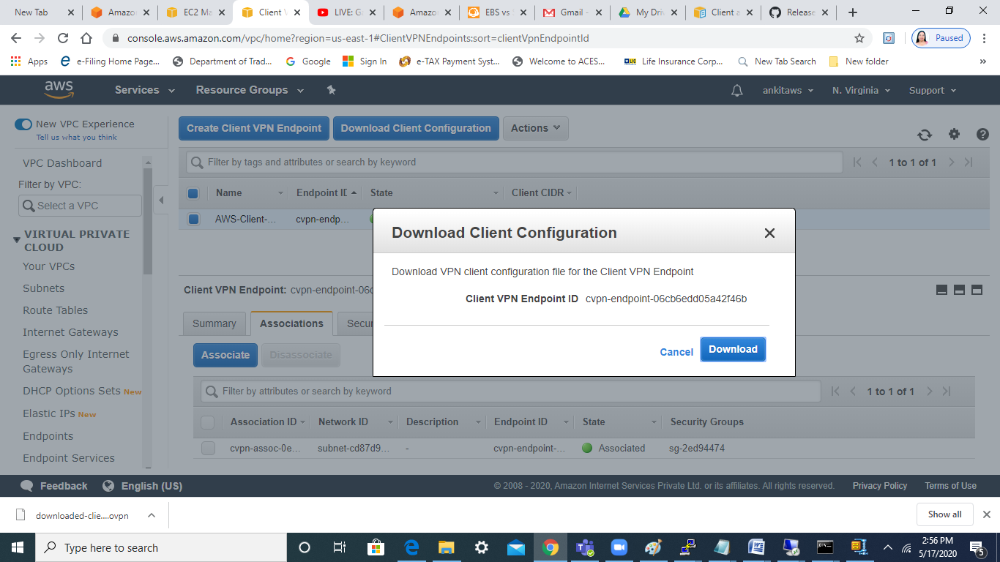 New Tab
Amazo
EC2 Ma
Client V
LIVE: G
Amazo
EBS vs
Gmail -
My Driv
Client a
Release
console.aws.amazon.com/vpc/home?region=us-east-1#ClientVPNEndpoints:sort=clientVpnEndpointId
Paused
Apps
e-Filing Home Page...
Department of Trad...
Google
Sign In
e-TAX Payment Syst...
Welcome to ACES...
Life Insurance Corp...
New Tab Search
New folder
aws
Services
Resource Groups
ankitaws
N. Virginia
Support
New VPC Experience
Tell us what you think
Create Client VPN Endpoint
Download Client Configuration
Actions
VPC Dashboard
Filter by VPC:
Select a VPC
VIRTUAL PRIVATE
CLOUD
Your VPCs
Subnets
Route Tables
Internet Gateways
Egress Only Internet
Gateways
DHCP Options Sets New
Elastic IPs New
Endpoints
Endpoint Services
Filter by tags and attributes or search by keyword
1 to 1 of 1
Name
Endpoint ID
State
Client CIDR
AWS-Client-...
cvpn-endp...
Download Client Configuration
Download VPN client configuration file for the Client VPN Endpoint
Client VPN Endpoint ID cvpn-endpoint-06cb6edd05a42f46b
Cancel
Download
Client VPN Endpoint: cvpn-endpoint-06c
Summary
Associations
Secu
Associate
Disassociate
Filter by attributes or search by keyword
1 to 1 of 1
Association ID
Network ID
Description
Endpoint ID
State
Security Groups
cvpn-assoc-0e...
subnet-cd87d9...
-
cvpn-endpoint-...
Associated
sg-2ed94474
Feedback
English (US)
© 2008 - 2020, Amazon Internet Services Private Ltd. or its affiliates. All rights reserved.
Privacy Policy
Terms of Use
downloaded-clie....ovpn
Show all
Type here to search
2:56 PM
5/17/2020
5